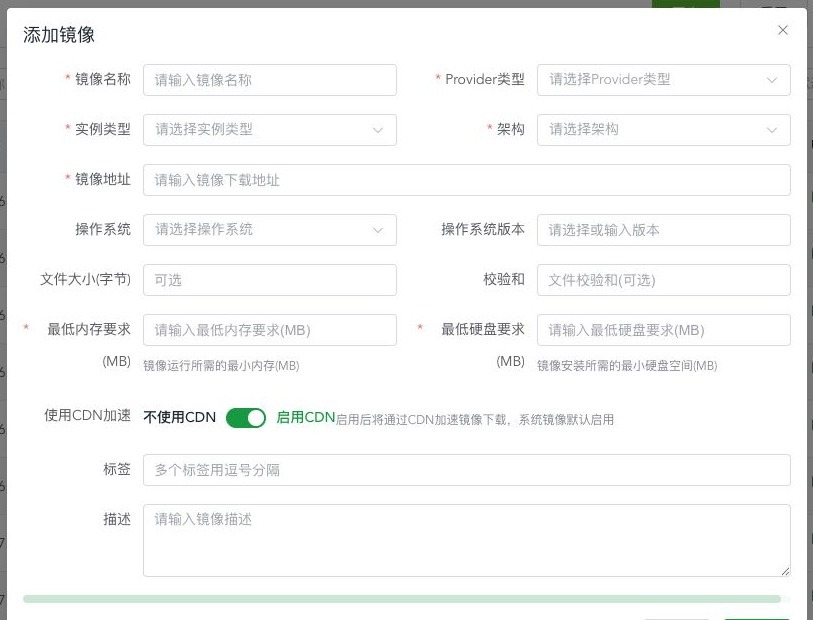 添加镜像
* 镜像名称 请输入镜像名称 * Provider类型 请选择Provider类型
* 实例类型 请选择实例类型 * 架构 请选择架构
* 镜像地址 请输入镜像下载地址
操作系统 请选择操作系统 操作系统版本 请选择或输入版本
文件大小(字节) 可选 校验和 文件校验和(可选)
* 最低内存要求 请输入最低内存要求(MB) * 最低硬盘要求 请输入最低硬盘要求(MB)
(MB) 镜像运行所需的最小内存(MB) (MB) 镜像安装所需的最小硬盘空间(MB)
使用CDN加速 不使用CDN 启用CDN 启用后将通过CDN加速镜像下载，系统镜像默认启用
标签 多个标签用逗号分隔
描述 请输入镜像描述